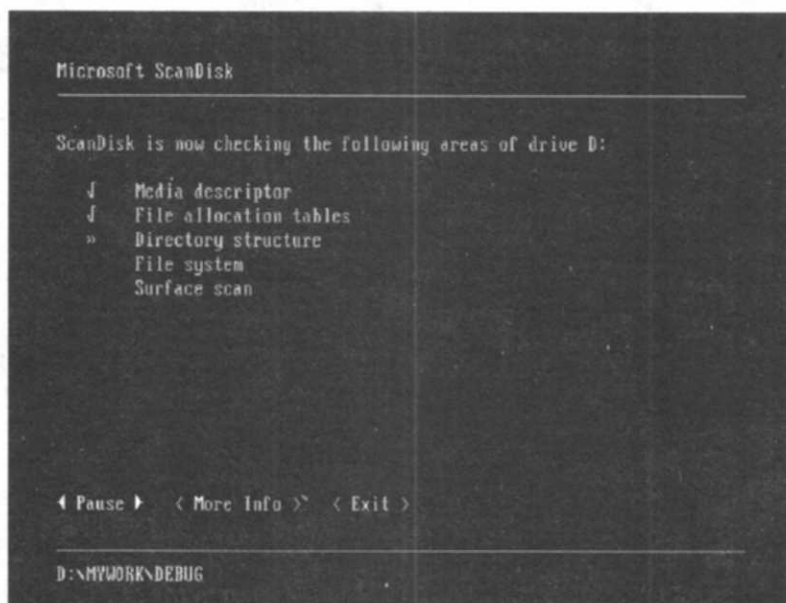 Microsoft ScanDisk
ScanDisk is now checking the following areas of drive D:
√ Media descriptor
√ File allocation tables
» Directory structure
File system
Surface scan
◄ Pause ► < More Info > < Exit >
D:\MYWORK\DEBUG